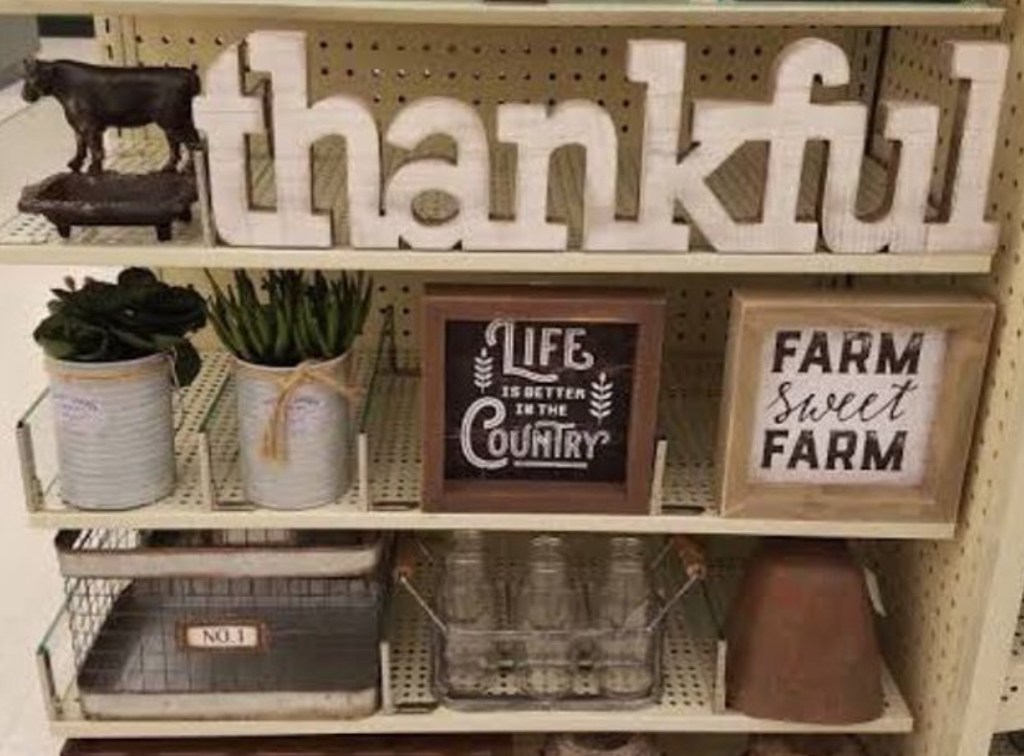 thankful
LIFE
IS BETTER
IN THE
COUNTRY
FARM
sweet
FARM
NO. 1